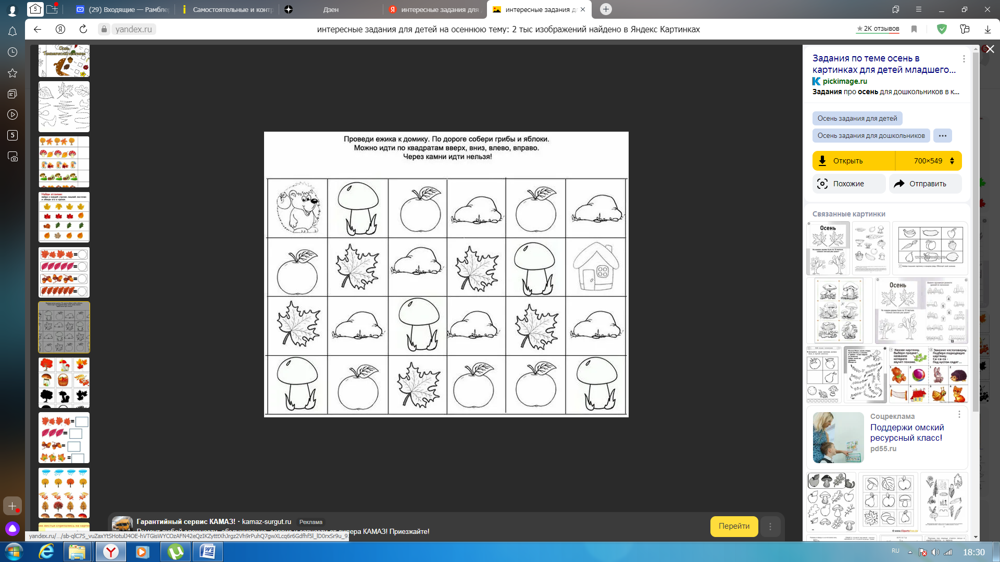 5
(29) Входящие — Рамбле
Самостоятельные и контр
Дзен
интересные задания для
интересные задания д
yandex.ru
интересные задания для детей на осеннюю тему: 2 тыс изображений найдено в Яндекс Картинках
2К отзывов
5
Проведи ежика к домику. По дороге собери грибы и яблоки.
Можно идти по квадратам вверх, вниз, влево, вправо.
Через камни идти нельзя!
Задания по теме осень в
картинках для детей младшего...
pickimage.ru
Задания про осень для дошкольников в к...
Осень задания для детей
Осень задания для дошкольников
Открыть
700×549
Похожие
Отправить
Связанные картинки
Осень
Осень
Соцреклама
Поддержи омский
ресурсный класс!
pd55.ru
Гарантийный сервис КАМАЗ! · kamaz-surgut.ru Реклама
Перейти
RU
18:30